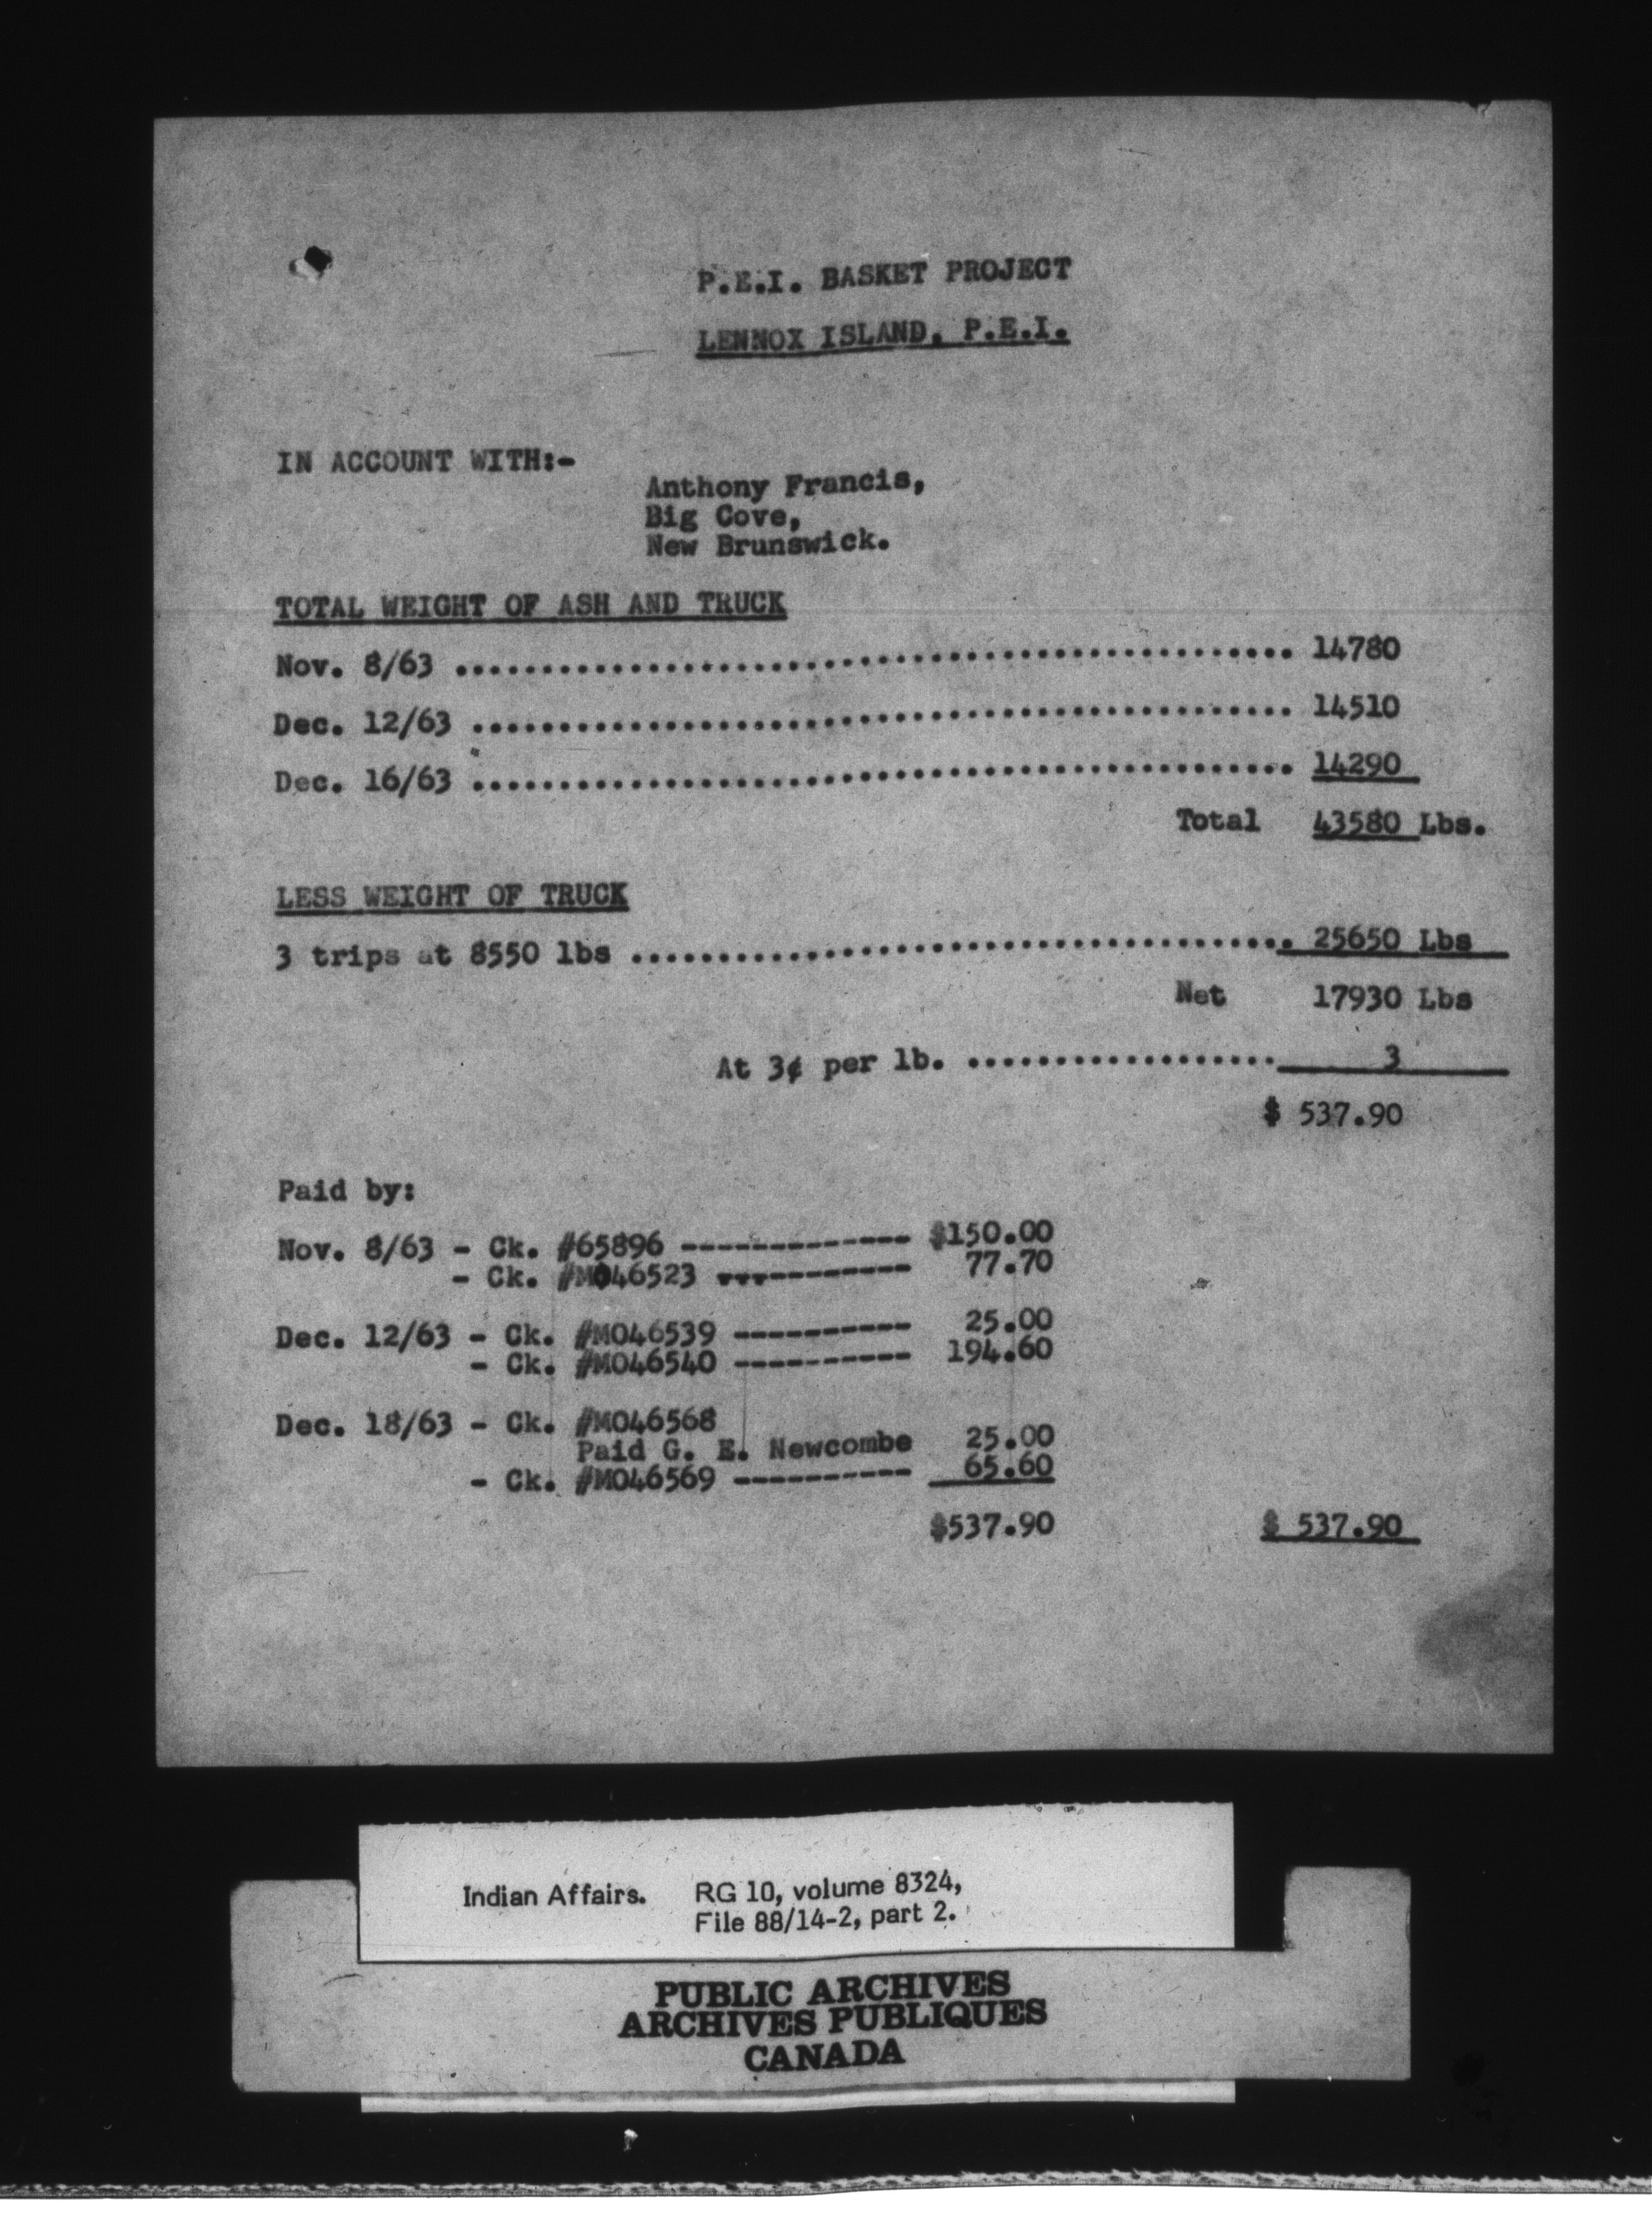 P.E.I. BASKET PROJECT
LENNOX ISLAND, P.E.I.
IN ACCOUNT WITH:-
Anthony Francis,
Big Cove,
New Brunswick.
TOTAL WEIGHT OF ASH AND TRUCK
Nov. 8/63 ................................................ 14780
Dec. 12/63 ............................................... 14510
Dec. 16/63 ............................................... 14290
Total 43580 Lbs.
LESS WEIGHT OF TRUCK
3 trips at 8550 lbs ...................................... 25650 Lbs
Net 17930 Lbs
At 3¢ per lb. .................. 3
$ 537.90
Paid by:
Nov. 8/63 - Ck. #65896 ------------- $150.00
- Ck. #M046523 ----------- 77.70
Dec. 12/63 - Ck. #M046539 ---------- 25.00
- Ck. #M046540 ---------- 194.60
Dec. 18/63 - Ck. #M046568
Paid G. E. Newcombe 25.00
- Ck. #M046569 ---------- 65.60
$537.90 $ 537.90
Indian Affairs. RG 10, volume 8324,
File 88/14-2, part 2.
PUBLIC ARCHIVES
ARCHIVES PUBLIQUES
CANADA